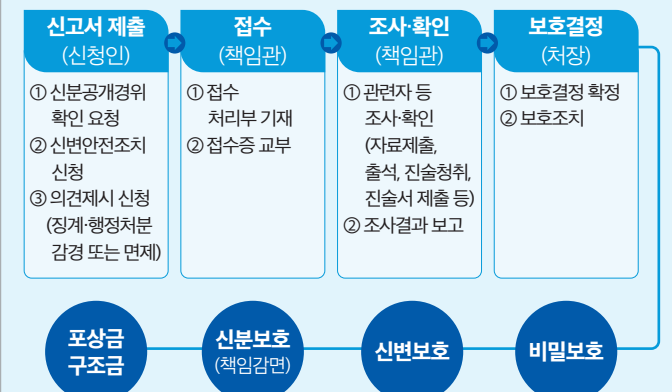 신고서 제출
(신청인)
① 신분공개경위
확인 요청
② 신변안전조치
신청
③ 의견제시 신청
(징계·행정처분
감경 또는 면제)
접수
(책임관)
① 접수
처리부 기재
② 접수증 교부
조사·확인
(책임관)
① 관련자 등
조사·확인
(자료제출,
출석, 진술청취,
진술서 제출 등)
② 조사결과 보고
보호결정
(처장)
① 보호결정 확정
② 보호조치
포상금
구조금
신분보호
(책임감면)
신변보호
비밀보호